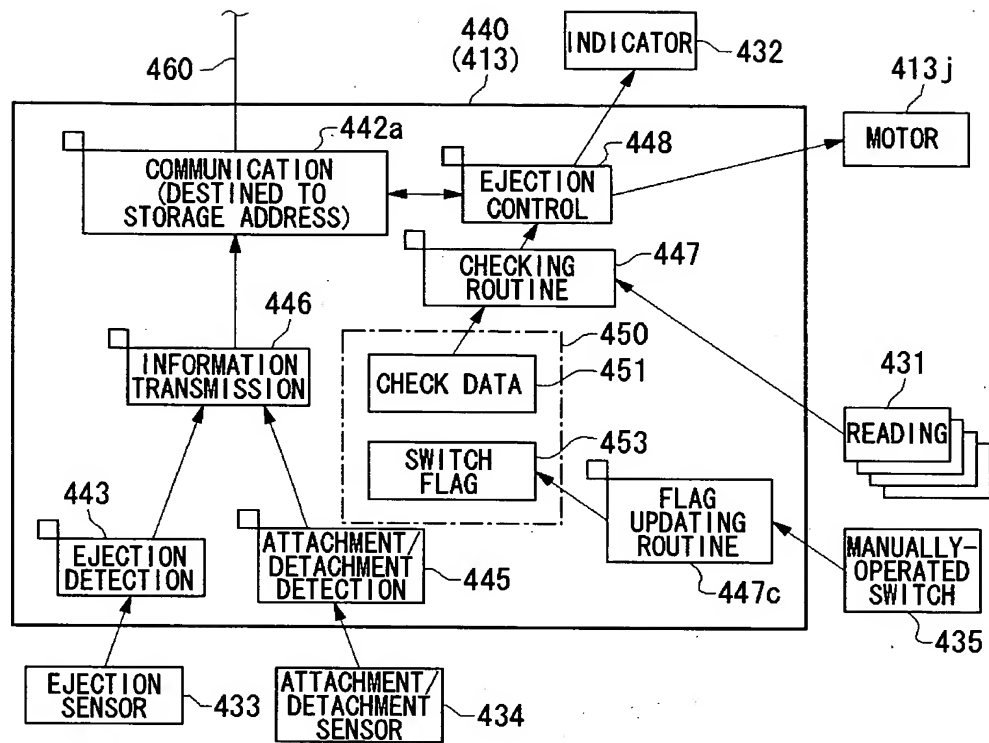 460
440
(413)
INDICATOR
432
413j
MOTOR
442a
COMMUNICATION
(DESTINED TO
STORAGE ADDRESS)
448
EJECTION
CONTROL
447
CHECKING
ROUTINE
446
INFORMATION
TRANSMISSION
450
CHECK DATA
451
431
READING
453
SWITCH
FLAG
443
EJECTION
DETECTION
ATTACHMENT/
DETACHMENT
DETECTION
445
FLAG
UPDATING
ROUTINE
447c
MANUALLY-
OPERATED
SWITCH
435
EJECTION
SENSOR
433
ATTACHMENT/
DETACHMENT
SENSOR
434